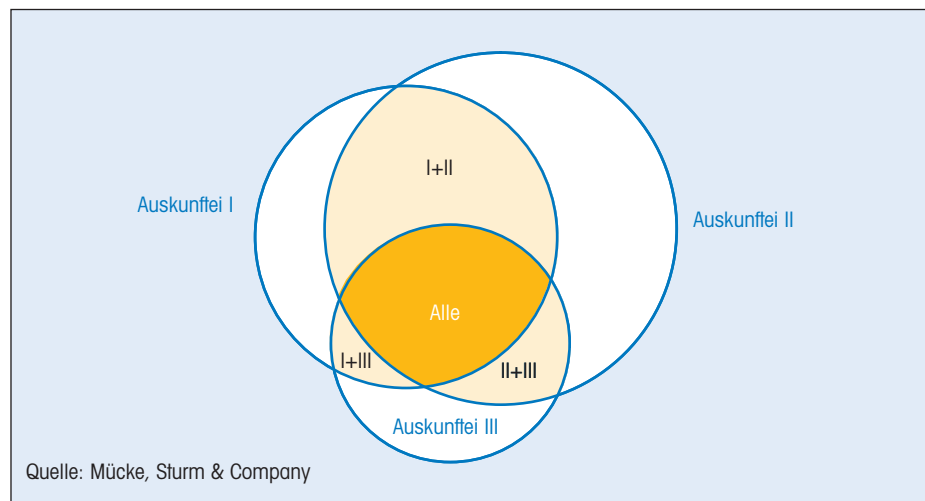 I+II
Auskunftei I
Auskunftei II
Alle
I+III
II+III
Auskunftei III
Quelle: Mücke, Sturm & Company